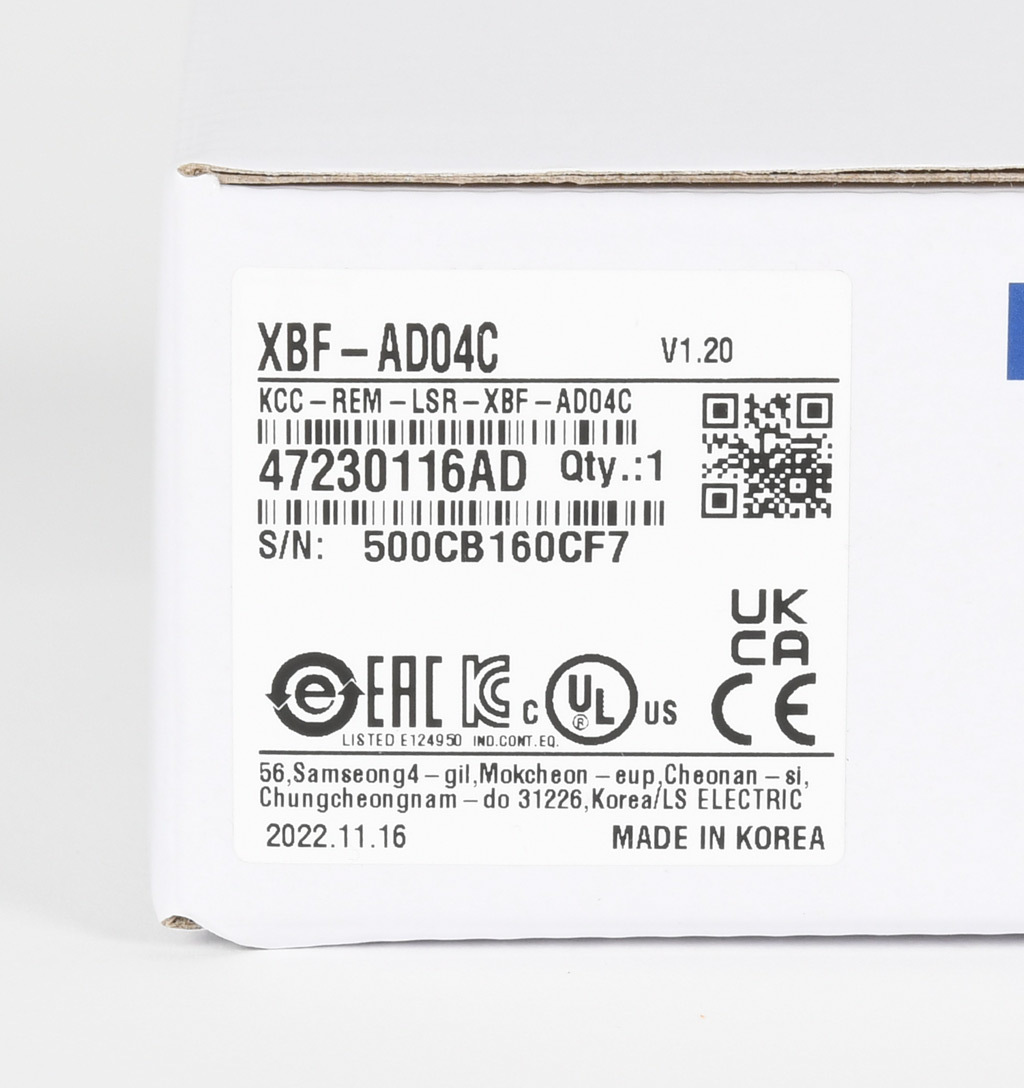 XBF-AD04C V1.20
KCC-REM-LSR-XBF-AD04C
47230116AD Qty.:1
S/N: 500CB160CF7
UK
CA
e EAC KC C UL® US CE
LISTED E124950 IND.CONT.EQ.
56,Samseong4-gil,Mokcheon-eup,Cheonan-si,
Chungcheongnam-do 31226,Korea/LS ELECTRIC
2022.11.16 MADE IN KOREA